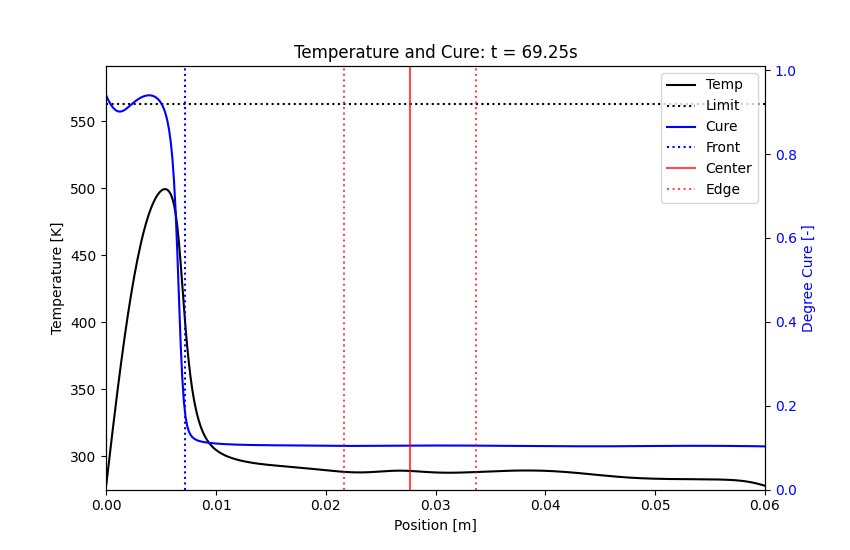 Temperature and Cure: t = 69.25s
Temp
Limit
Cure
Front
Center
Edge
Temperature [K]
550
500
450
400
350
300
Degree Cure [-]
1.0
0.8
0.6
0.4
0.2
0.0
0.00 0.01 0.02 0.03 0.04 0.05 0.06
Position [m]